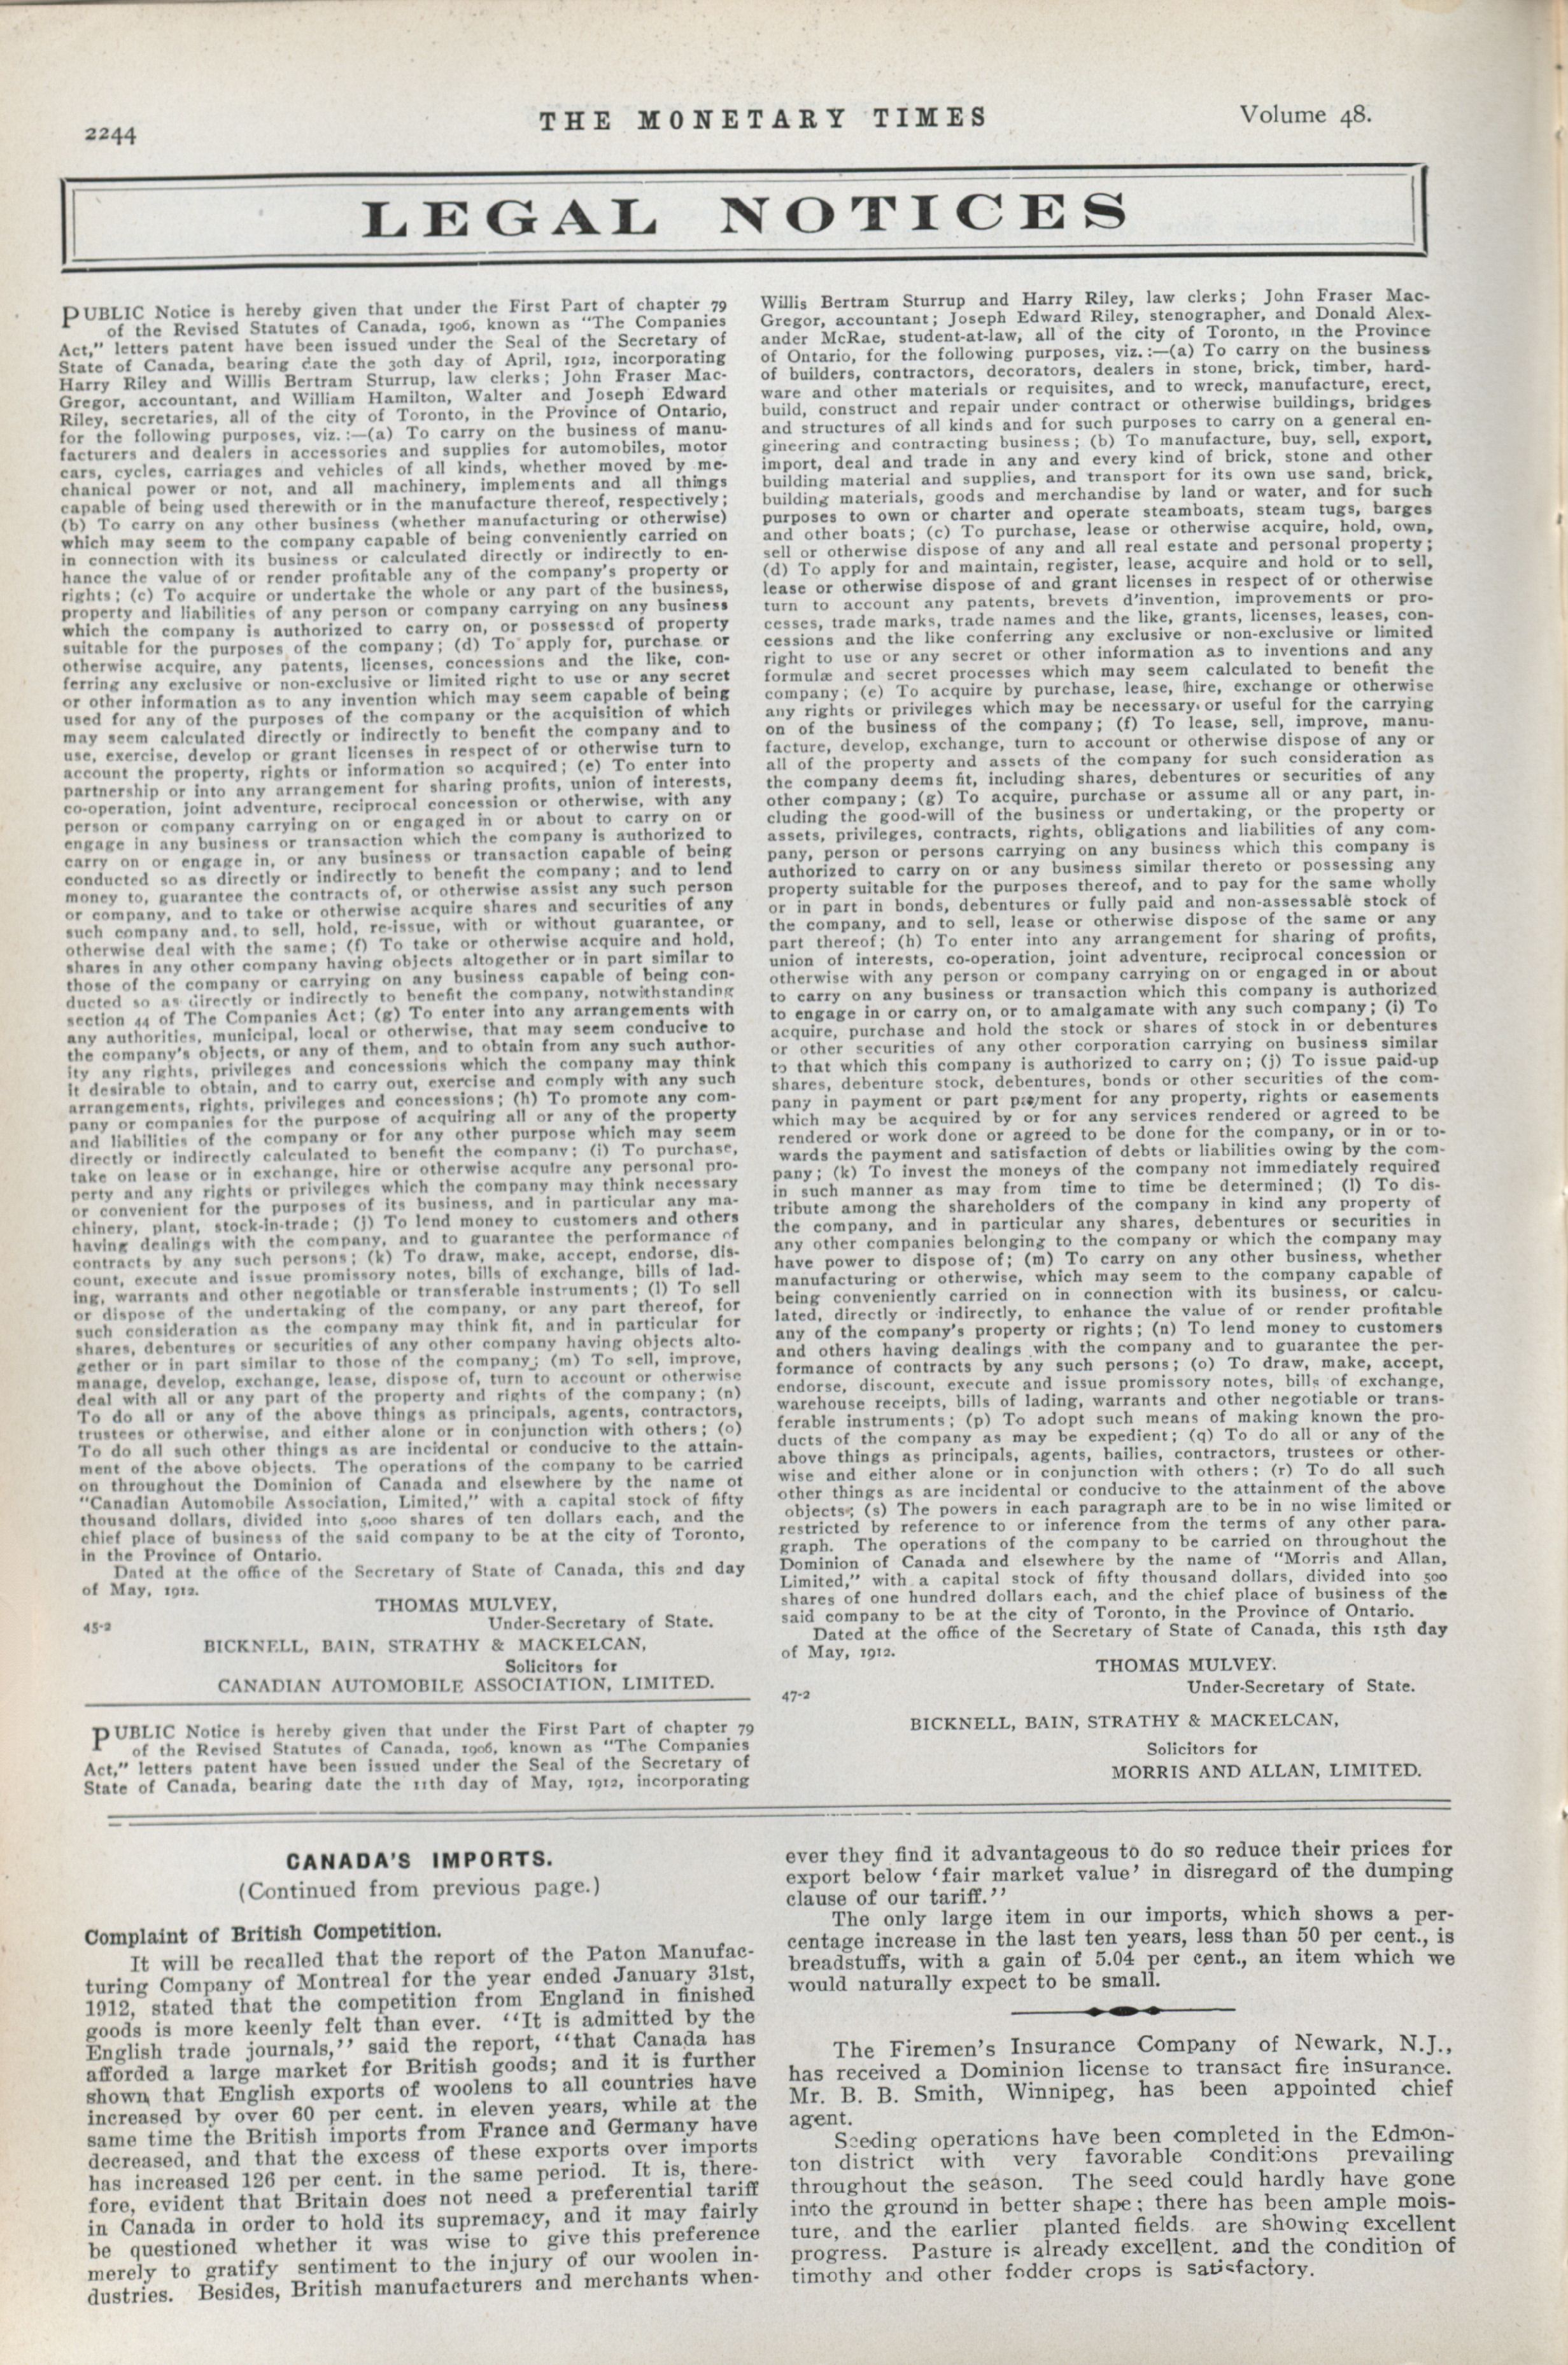 2244
THE MONETARY TIMES
Volume 48.
LEGAL NOTICES
PUBLIC Notice is hereby given that under the First Part of chapter 79
of the Revised Statutes of Canada, 1906, known as "The Companies
Act," letters patent have been issued under the Seal of the Secretary of
State of Canada, bearing date the 30th day of April, 1912, incorporating
Harry Riley and Willis Bertram Sturrup, law clerks; John Fraser Mac-
Gregor, accountant, and William Hamilton, Walter and Joseph Edward
Riley, secretaries, all of the city of Toronto, in the Province of Ontario,
for the following purposes, viz.:—(a) To carry on the business of manu-
facturers and dealers in accessories and supplies for automobiles, motor
cars, cycles, carriages and vehicles of all kinds, whether moved by me-
chanical power or not, and all machinery, implements and all things
capable of being used therewith or in the manufacture thereof, respectively;
(b) To carry on any other business (whether manufacturing or otherwise)
which may seem to the company capable of being conveniently carried on
in connection with its business or calculated directly or indirectly to en-
hance the value of or render profitable any of the company's property or
rights; (c) To acquire or undertake the whole or any part of the business,
property and liabilities of any person or company carrying on any business
which the company is authorized to carry on, or possessed of property
suitable for the purposes of the company; (d) To apply for, purchase or
otherwise acquire, any patents, licenses, concessions and the like, con-
ferring any exclusive or non-exclusive or limited right to use or any secret
or other information as to any invention which may seem capable of being
used for any of the purposes of the company or the acquisition of which
may seem calculated directly or indirectly to benefit the company and to
use, exercise, develop or grant licenses in respect of or otherwise turn to
account the property, rights or information so acquired; (e) To enter into
partnership or into any arrangement for sharing profits, union of interests,
co-operation, joint adventure, reciprocal concession or otherwise, with any
person or company carrying on or engaged in or about to carry on or
engage in any business or transaction which the company is authorized to
carry on or engage in, or any business or transaction capable of being
conducted so as directly or indirectly to benefit the company; and to lend
money to, guarantee the contracts of, or otherwise assist any such person
or company, and to take or otherwise acquire shares and securities of any
such company and, to sell, hold, re-issue, with or without guarantee, or
otherwise deal with the same; (f) To take or otherwise acquire and hold,
shares in any other company having objects altogether or in part similar to
those of the company or carrying on any business capable of being con-
ducted so as directly or indirectly to benefit the company, notwithstanding
section 44 of The Companies Act; (g) To enter into any arrangements with
any authorities, municipal, local or otherwise, that may seem conducive to
the company's objects, or any of them, and to obtain from any such author-
ity any rights, privileges and concessions which the company may think
it desirable to obtain, and to carry out, exercise and comply with any such
arrangements, rights, privileges and concessions; (h) To promote any com-
pany or companies for the purpose of acquiring all or any of the property
and liabilities of the company or for any other purpose which may seem
directly or indirectly calculated to benefit the company; (i) To purchase,
take on lease or in exchange, hire or otherwise acquire any personal pro-
perty and any rights or privileges which the company may think necessary
or convenient for the purposes of its business, and in particular any ma-
chinery, plant, stock-in-trade; (j) To lend money to customers and others
having dealings with the company, and to guarantee the performance of
contracts by any such persons; (k) To draw, make, accept, endorse, dis-
count, execute and issue promissory notes, bills of exchange, bills of lad-
ing, warrants and other negotiable or transferable instruments; (l) To sell
or dispose of the undertaking of the company, or any part thereof, for
such consideration as the company may think fit, and in particular for
shares, debentures or securities of any other company having objects alto-
gether or in part similar to those of the company; (m) To sell, improve,
manage, develop, exchange, lease, dispose of, turn to account or otherwise
deal with all or any part of the property and rights of the company; (n)
To do all or any of the above things as principals, agents, contractors,
trustees or otherwise, and either alone or in conjunction with others; (o)
To do all such other things as are incidental or conducive to the attain-
ment of the above objects. The operations of the company to be carried
on throughout the Dominion of Canada and elsewhere by the name of
"Canadian Automobile Association, Limited," with a capital stock of fifty
thousand dollars, divided into 5,000 shares of ten dollars each, and the
chief place of business of the said company to be at the city of Toronto,
in the Province of Ontario.
Dated at the office of the Secretary of State of Canada, this 2nd day
of May, 1912.
THOMAS MULVEY,
45-2 Under-Secretary of State.
BICKNELL, BAIN, STRATHY & MACKELCAN,
Solicitors for
CANADIAN AUTOMOBILE ASSOCIATION, LIMITED.
PUBLIC Notice is hereby given that under the First Part of chapter 79
of the Revised Statutes of Canada, 1906, known as "The Companies
Act," letters patent have been issued under the Seal of the Secretary of
State of Canada, bearing date the 11th day of May, 1912, incorporating
Willis Bertram Sturrup and Harry Riley, law clerks; John Fraser Mac-
Gregor, accountant; Joseph Edward Riley, stenographer, and Donald Alex-
ander McRae, student-at-law, all of the city of Toronto, in the Province
of Ontario, for the following purposes, viz.:—(a) To carry on the business
of builders, contractors, decorators, dealers in stone, brick, timber, hard-
ware and other materials or requisites, and to wreck, manufacture, erect,
build, construct and repair under contract or otherwise buildings, bridges
and structures of all kinds and for such purposes to carry on a general en-
gineering and contracting business; (b) To manufacture, buy, sell, export,
import, deal and trade in any and every kind of brick, stone and other
building material and supplies, and transport for its own use sand, brick,
building materials, goods and merchandise by land or water, and for such
purposes to own or charter and operate steamboats, steam tugs, barges
and other boats; (c) To purchase, lease or otherwise acquire, hold, own,
sell or otherwise dispose of any and all real estate and personal property;
(d) To apply for and maintain, register, lease, acquire and hold or to sell,
lease or otherwise dispose of and grant licenses in respect of or otherwise
turn to account any patents, brevets d'invention, improvements or pro-
cesses, trade marks, trade names and the like, grants, licenses, leases, con-
cessions and the like conferring any exclusive or non-exclusive or limited
right to use or any secret or other information as to inventions and any
formulæ and secret processes which may seem calculated to benefit the
company; (e) To acquire by purchase, lease, hire, exchange or otherwise
any rights or privileges which may be necessary or useful for the carrying
on of the business of the company; (f) To lease, sell, improve, manu-
facture, develop, exchange, turn to account or otherwise dispose of any or
all of the property and assets of the company for such consideration as
the company deems fit, including shares, debentures or securities of any
other company; (g) To acquire, purchase or assume all or any part, in-
cluding the good-will of the business or undertaking, or the property or
assets, privileges, contracts, rights, obligations and liabilities of any com-
pany, person or persons carrying on any business which this company is
authorized to carry on or any business similar thereto or possessing any
property suitable for the purposes thereof, and to pay for the same wholly
or in part in bonds, debentures or fully paid and non-assessable stock of
the company, and to sell, lease or otherwise dispose of the same or any
part thereof; (h) To enter into any arrangement for sharing of profits,
union of interests, co-operation, joint adventure, reciprocal concession or
otherwise with any person or company carrying on or engaged in or about
to carry on any business or transaction which this company is authorized
to engage in or carry on, or to amalgamate with any such company; (i) To
acquire, purchase and hold the stock or shares of stock in or debentures
or other securities of any other corporation carrying on business similar
to that which this company is authorized to carry on; (j) To issue paid-up
shares, debenture stock, debentures, bonds or other securities of the com-
pany in payment or part payment for any property, rights or easements
which may be acquired by or for any services rendered or agreed to be
rendered or work done or agreed to be done for the company, or in or to-
wards the payment and satisfaction of debts or liabilities owing by the com-
pany; (k) To invest the moneys of the company not immediately required
in such manner as may from time to time be determined; (l) To dis-
tribute among the shareholders of the company in kind any property of
the company, and in particular any shares, debentures or securities in
any other companies belonging to the company or which the company may
have power to dispose of; (m) To carry on any other business, whether
manufacturing or otherwise, which may seem to the company capable of
being conveniently carried on in connection with its business, or calcu-
lated, directly or indirectly, to enhance the value of or render profitable
any of the company's property or rights; (n) To lend money to customers
and others having dealings with the company and to guarantee the per-
formance of contracts by any such persons; (o) To draw, make, accept,
endorse, discount, execute and issue promissory notes, bills of exchange,
warehouse receipts, bills of lading, warrants and other negotiable or trans-
ferable instruments; (p) To adopt such means of making known the pro-
ducts of the company as may be expedient; (q) To do all or any of the
above things as principals, agents, bailies, contractors, trustees or other-
wise and either alone or in conjunction with others; (r) To do all such
other things as are incidental or conducive to the attainment of the above
objects; (s) The powers in each paragraph are to be in no wise limited or
restricted by reference to or inference from the terms of any other para-
graph. The operations of the company to be carried on throughout the
Dominion of Canada and elsewhere by the name of "Morris and Allan,
Limited," with a capital stock of fifty thousand dollars, divided into 500
shares of one hundred dollars each, and the chief place of business of the
said company to be at the city of Toronto, in the Province of Ontario.
Dated at the office of the Secretary of State of Canada, this 15th day
of May, 1912.
THOMAS MULVEY.
Under-Secretary of State.
47-2
BICKNELL, BAIN, STRATHY & MACKELCAN,
Solicitors for
MORRIS AND ALLAN, LIMITED.
CANADA'S IMPORTS.
(Continued from previous page.)
Complaint of British Competition.
It will be recalled that the report of the Paton Manufac-
turing Company of Montreal for the year ended January 31st,
1912, stated that the competition from England in finished
goods is more keenly felt than ever. "It is admitted by the
English trade journals," said the report, "that Canada has
afforded a large market for British goods; and it is further
shown that English exports of woolens to all countries have
increased by over 60 per cent. in eleven years, while at the
same time the British imports from France and Germany have
decreased, and that the excess of these exports over imports
has increased 126 per cent. in the same period. It is, there-
fore, evident that Britain does not need a preferential tariff
in Canada in order to hold its supremacy, and it may fairly
be questioned whether it was wise to give this preference
merely to gratify sentiment to the injury of our woolen in-
dustries. Besides, British manufacturers and merchants when-
ever they find it advantageous to do so reduce their prices for
export below 'fair market value' in disregard of the dumping
clause of our tariff."
The only large item in our imports, which shows a per-
centage increase in the last ten years, less than 50 per cent., is
breadstuffs, with a gain of 5.04 per cent., an item which we
would naturally expect to be small.
The Firemen's Insurance Company of Newark, N.J.,
has received a Dominion license to transact fire insurance.
Mr. B. B. Smith, Winnipeg, has been appointed chief
agent.
Seeding operations have been completed in the Edmon-
ton district with very favorable conditions prevailing
throughout the season. The seed could hardly have gone
into the ground in better shape; there has been ample mois-
ture, and the earlier planted fields are showing excellent
progress. Pasture is already excellent, and the condition of
timothy and other fodder crops is satisfactory.